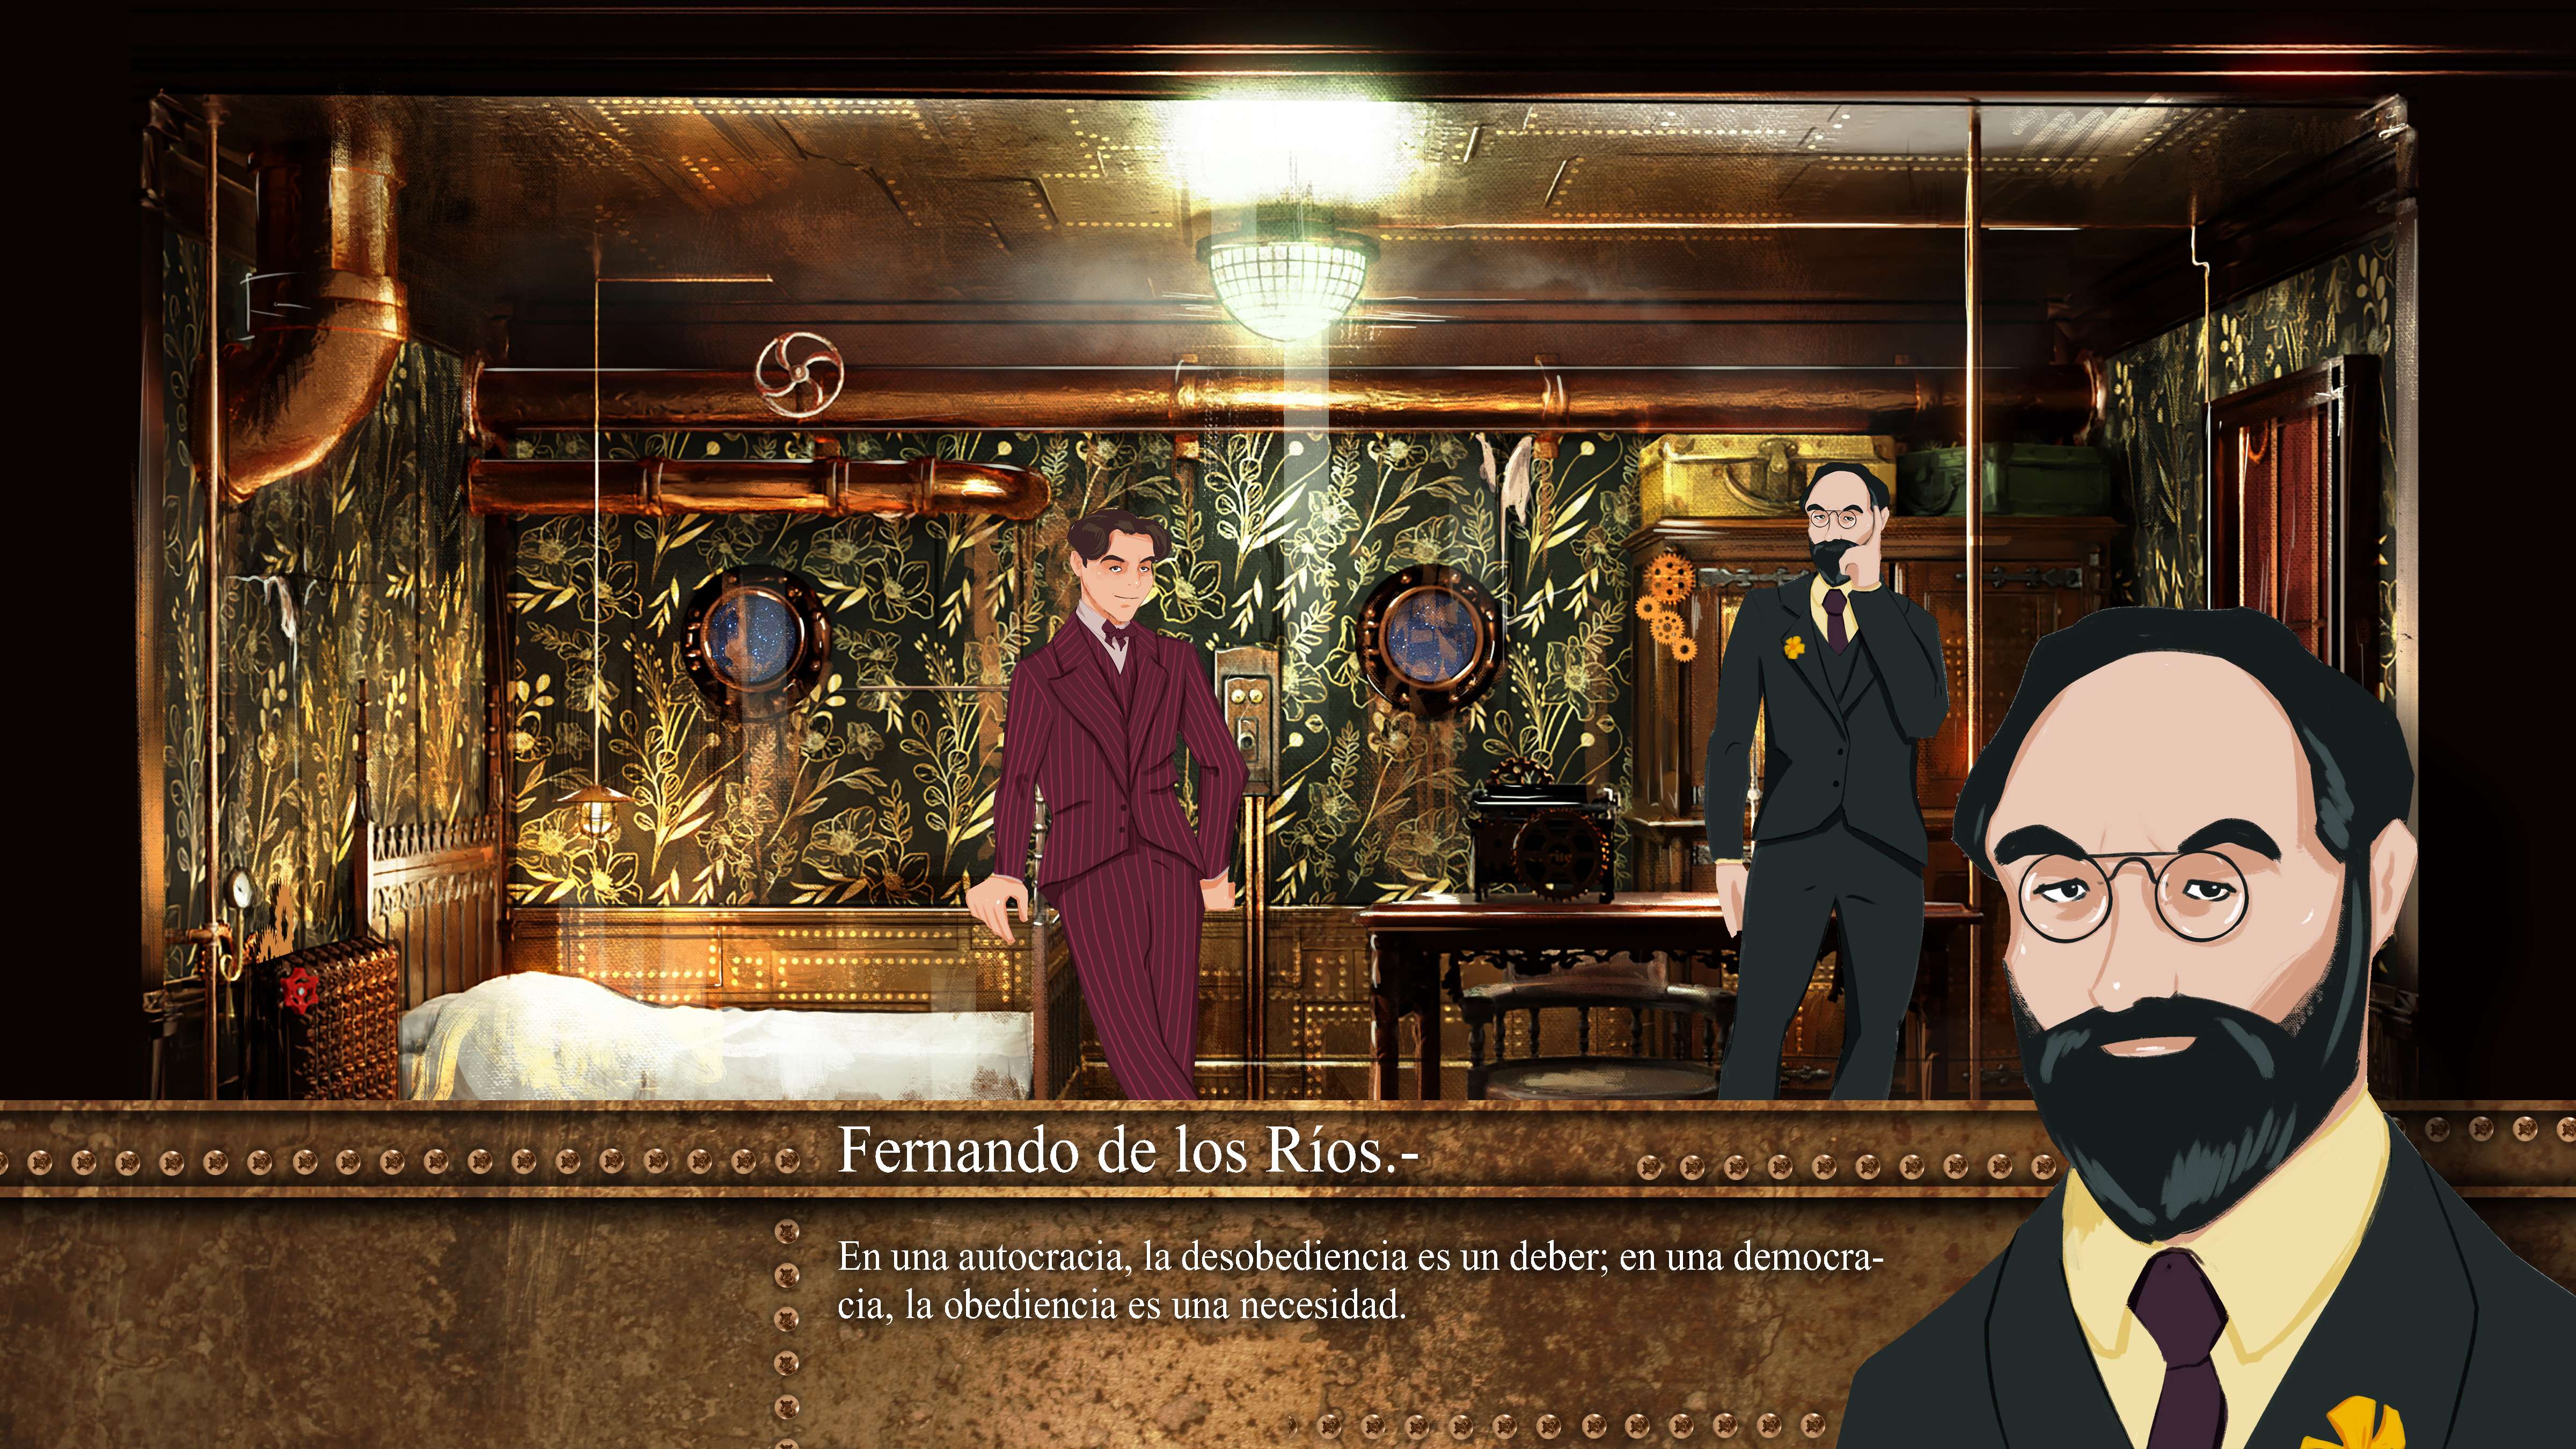 Fernando de los Ríos.-
En una autocracia, la desobediencia es un deber; en una democra-
cia, la obediencia es una necesidad.